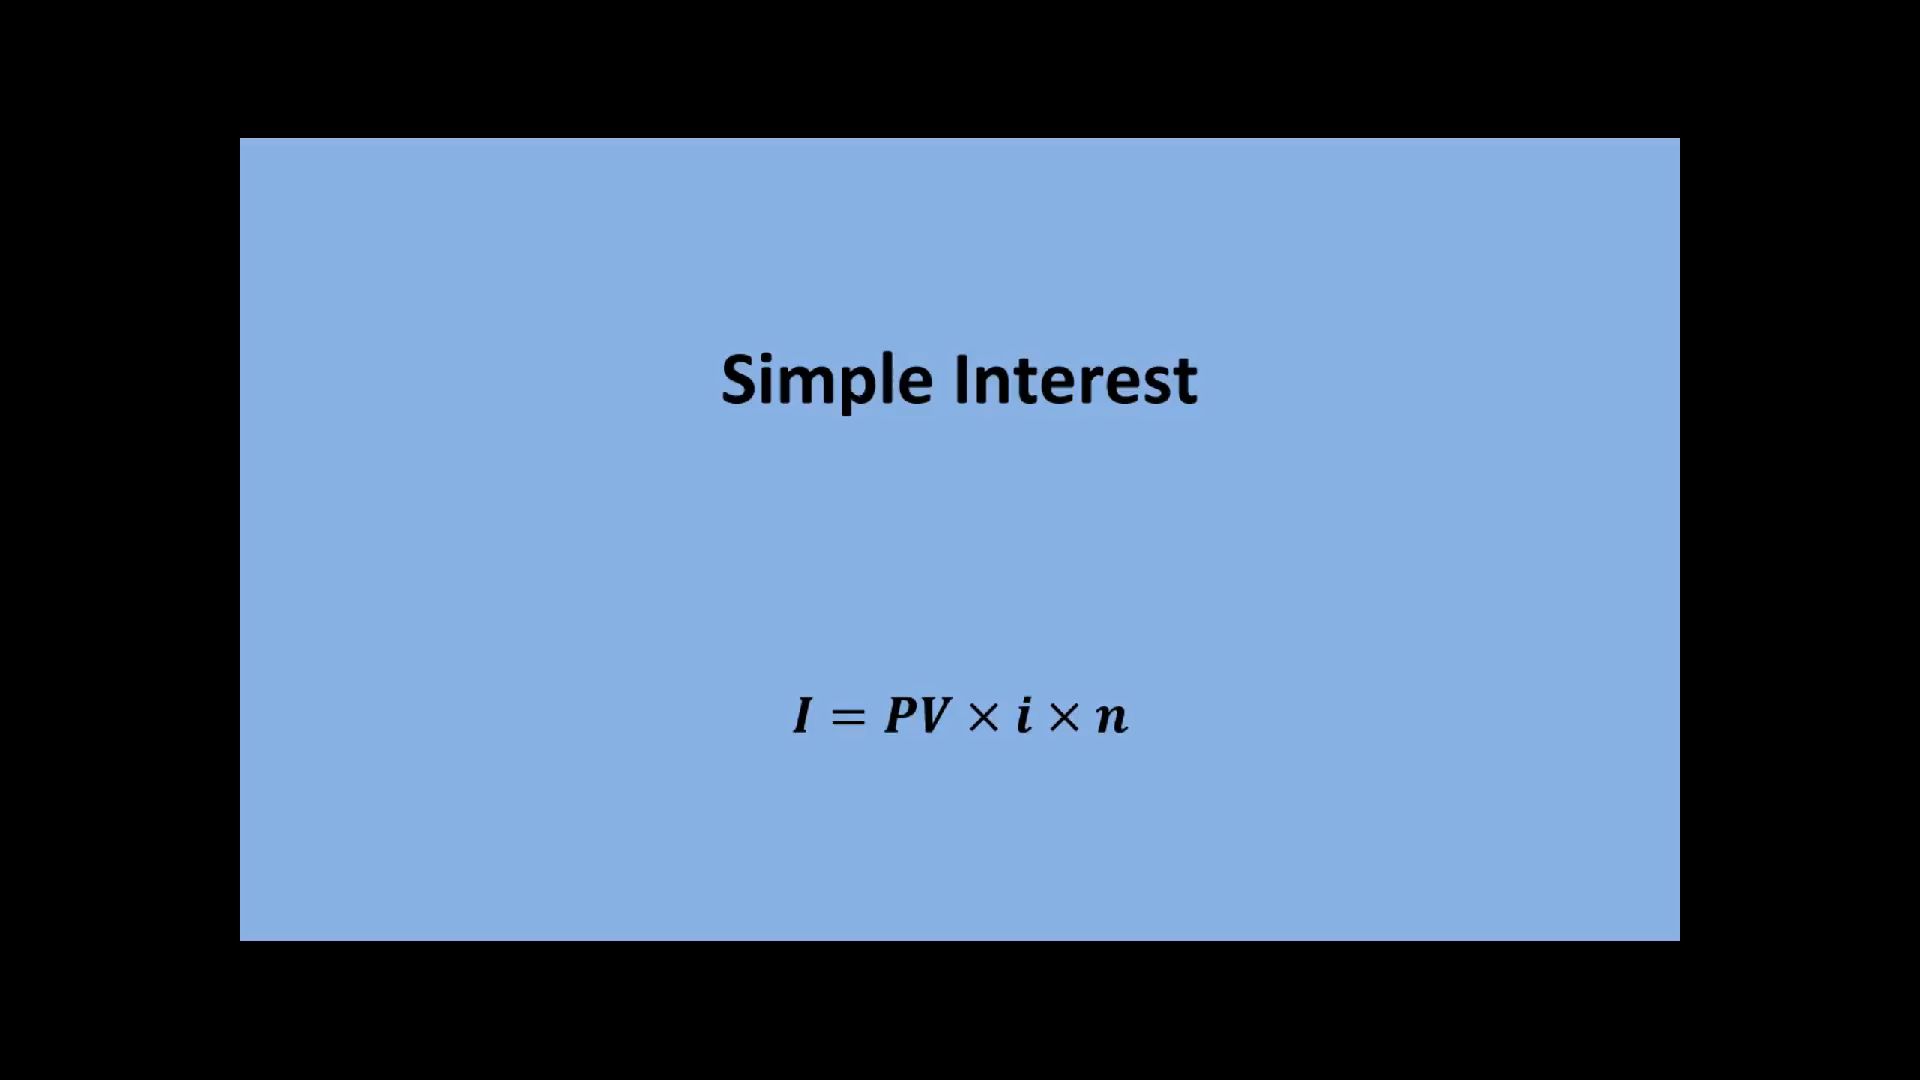 Simple Interest
I = PV × i × n